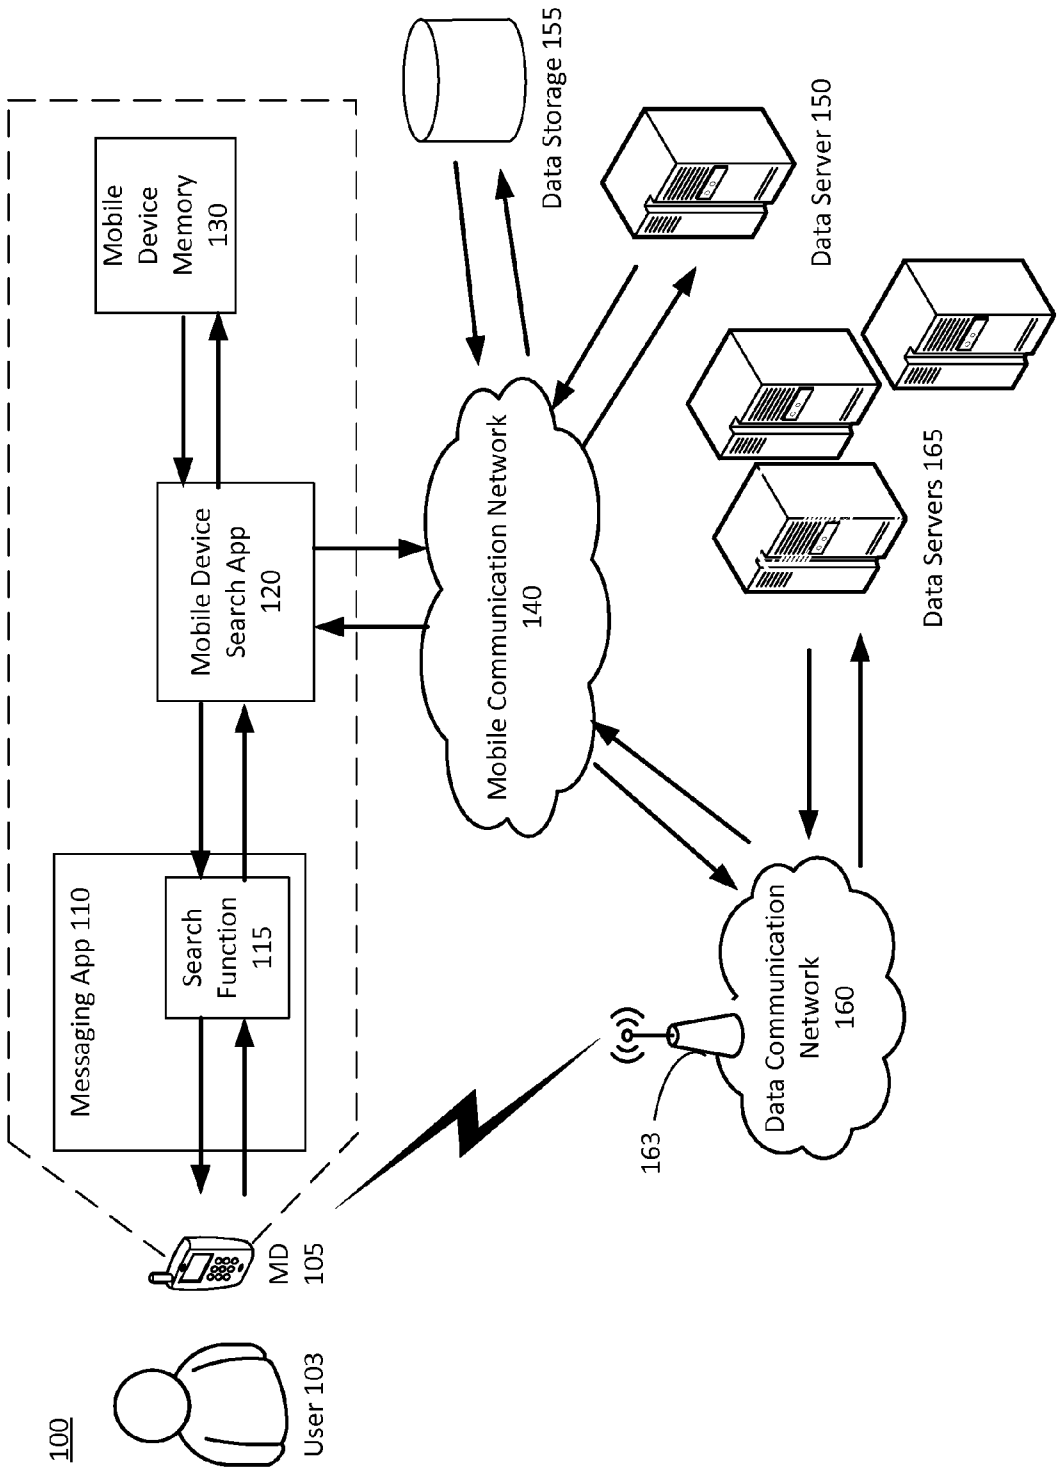 100
User 103
MD
105
Messaging App 110
Search
Function
115
Mobile Device
Search App
120
Mobile
Device
Memory
130
Mobile Communication Network
140
Data Storage 155
Data Server 150
Data Servers 165
163
Data Communication
Network
160